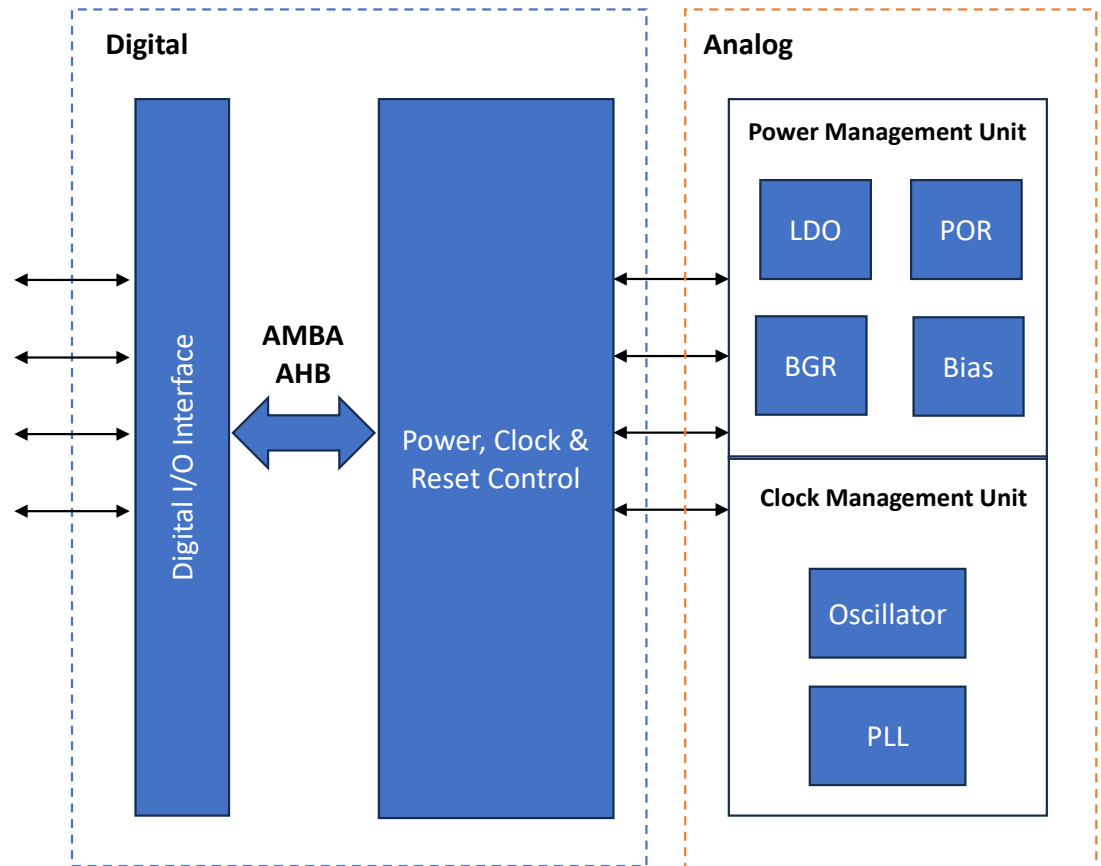 Digital
Analog
Digital I/O Interface
AMBA
AHB
Power, Clock &
Reset Control
Power Management Unit
LDO
POR
BGR
Bias
Clock Management Unit
Oscillator
PLL